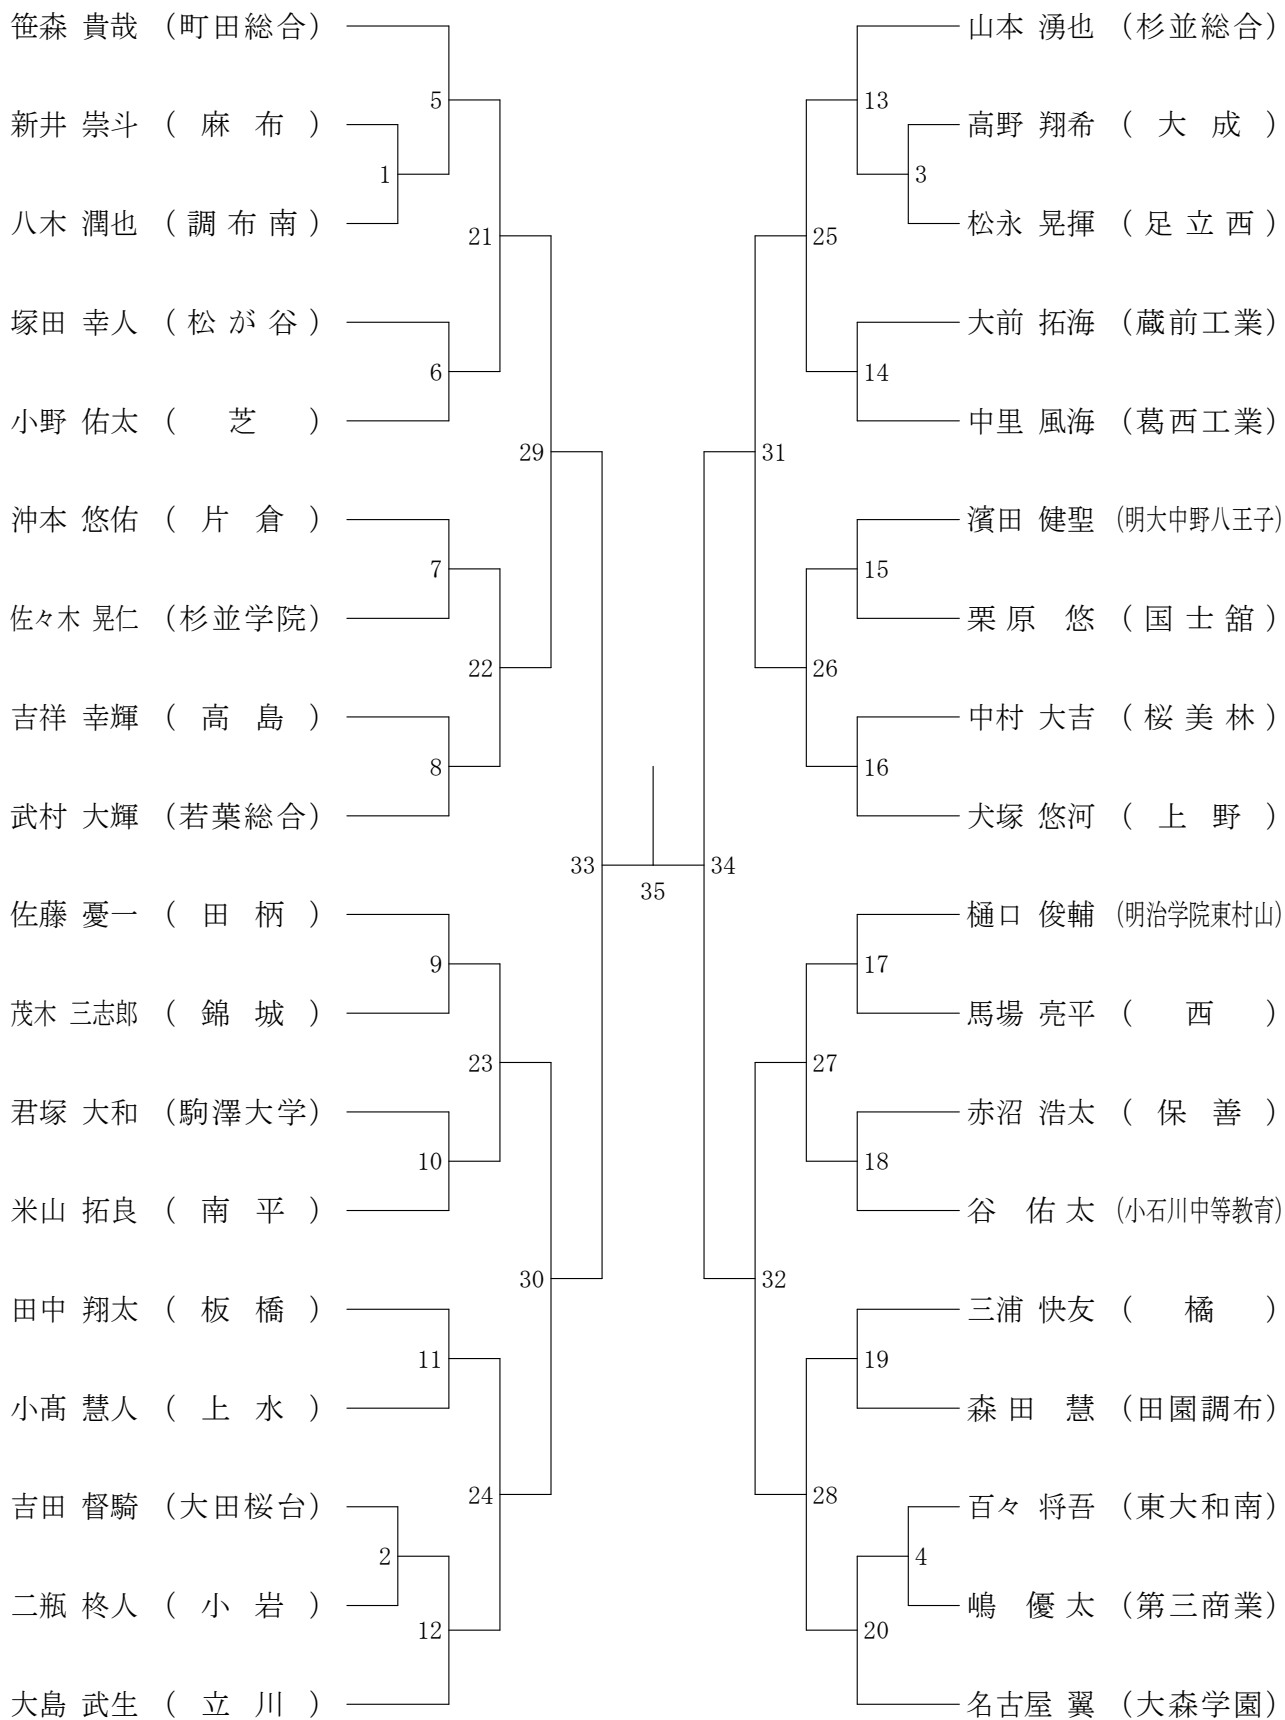 笹森 貴哉 (町田総合)
新井 崇斗 (麻布)
八木 潤也 (調布南)
塚田 幸人 (松が谷)
小野 佑太 (芝)
沖本 悠佑 (片倉)
佐々木 晃仁 (杉並学院)
吉祥 幸輝 (高島)
武村 大輝 (若葉総合)
佐藤 憂一 (田柄)
茂木 三志郎 (錦城)
君塚 大和 (駒澤大学)
米山 拓良 (南平)
田中 翔太 (板橋)
小髙 慧人 (上水)
吉田 督騎 (大田桜台)
二瓶 柊人 (小岩)
大島 武生 (立川)
5
1
21
6
29
7
22
8
33
9
23
10
30
11
24
2
12
35
34
13
3
25
14
31
15
26
16
17
27
18
32
19
28
4
20
山本 湧也 (杉並総合)
高野 翔希 (大成)
松永 晃揮 (足立西)
大前 拓海 (蔵前工業)
中里 風海 (葛西工業)
濱田 健聖 (明大中野八王子)
栗原 悠 (国士舘)
中村 大吉 (桜美林)
犬塚 悠河 (上野)
樋口 俊輔 (明治学院東村山)
馬場 亮平 (西)
赤沼 浩太 (保善)
谷 佑太 (小石川中等教育)
三浦 快友 (橘)
森田 慧 (田園調布)
百々 将吾 (東大和南)
嶋 優太 (第三商業)
名古屋 翼 (大森学園)